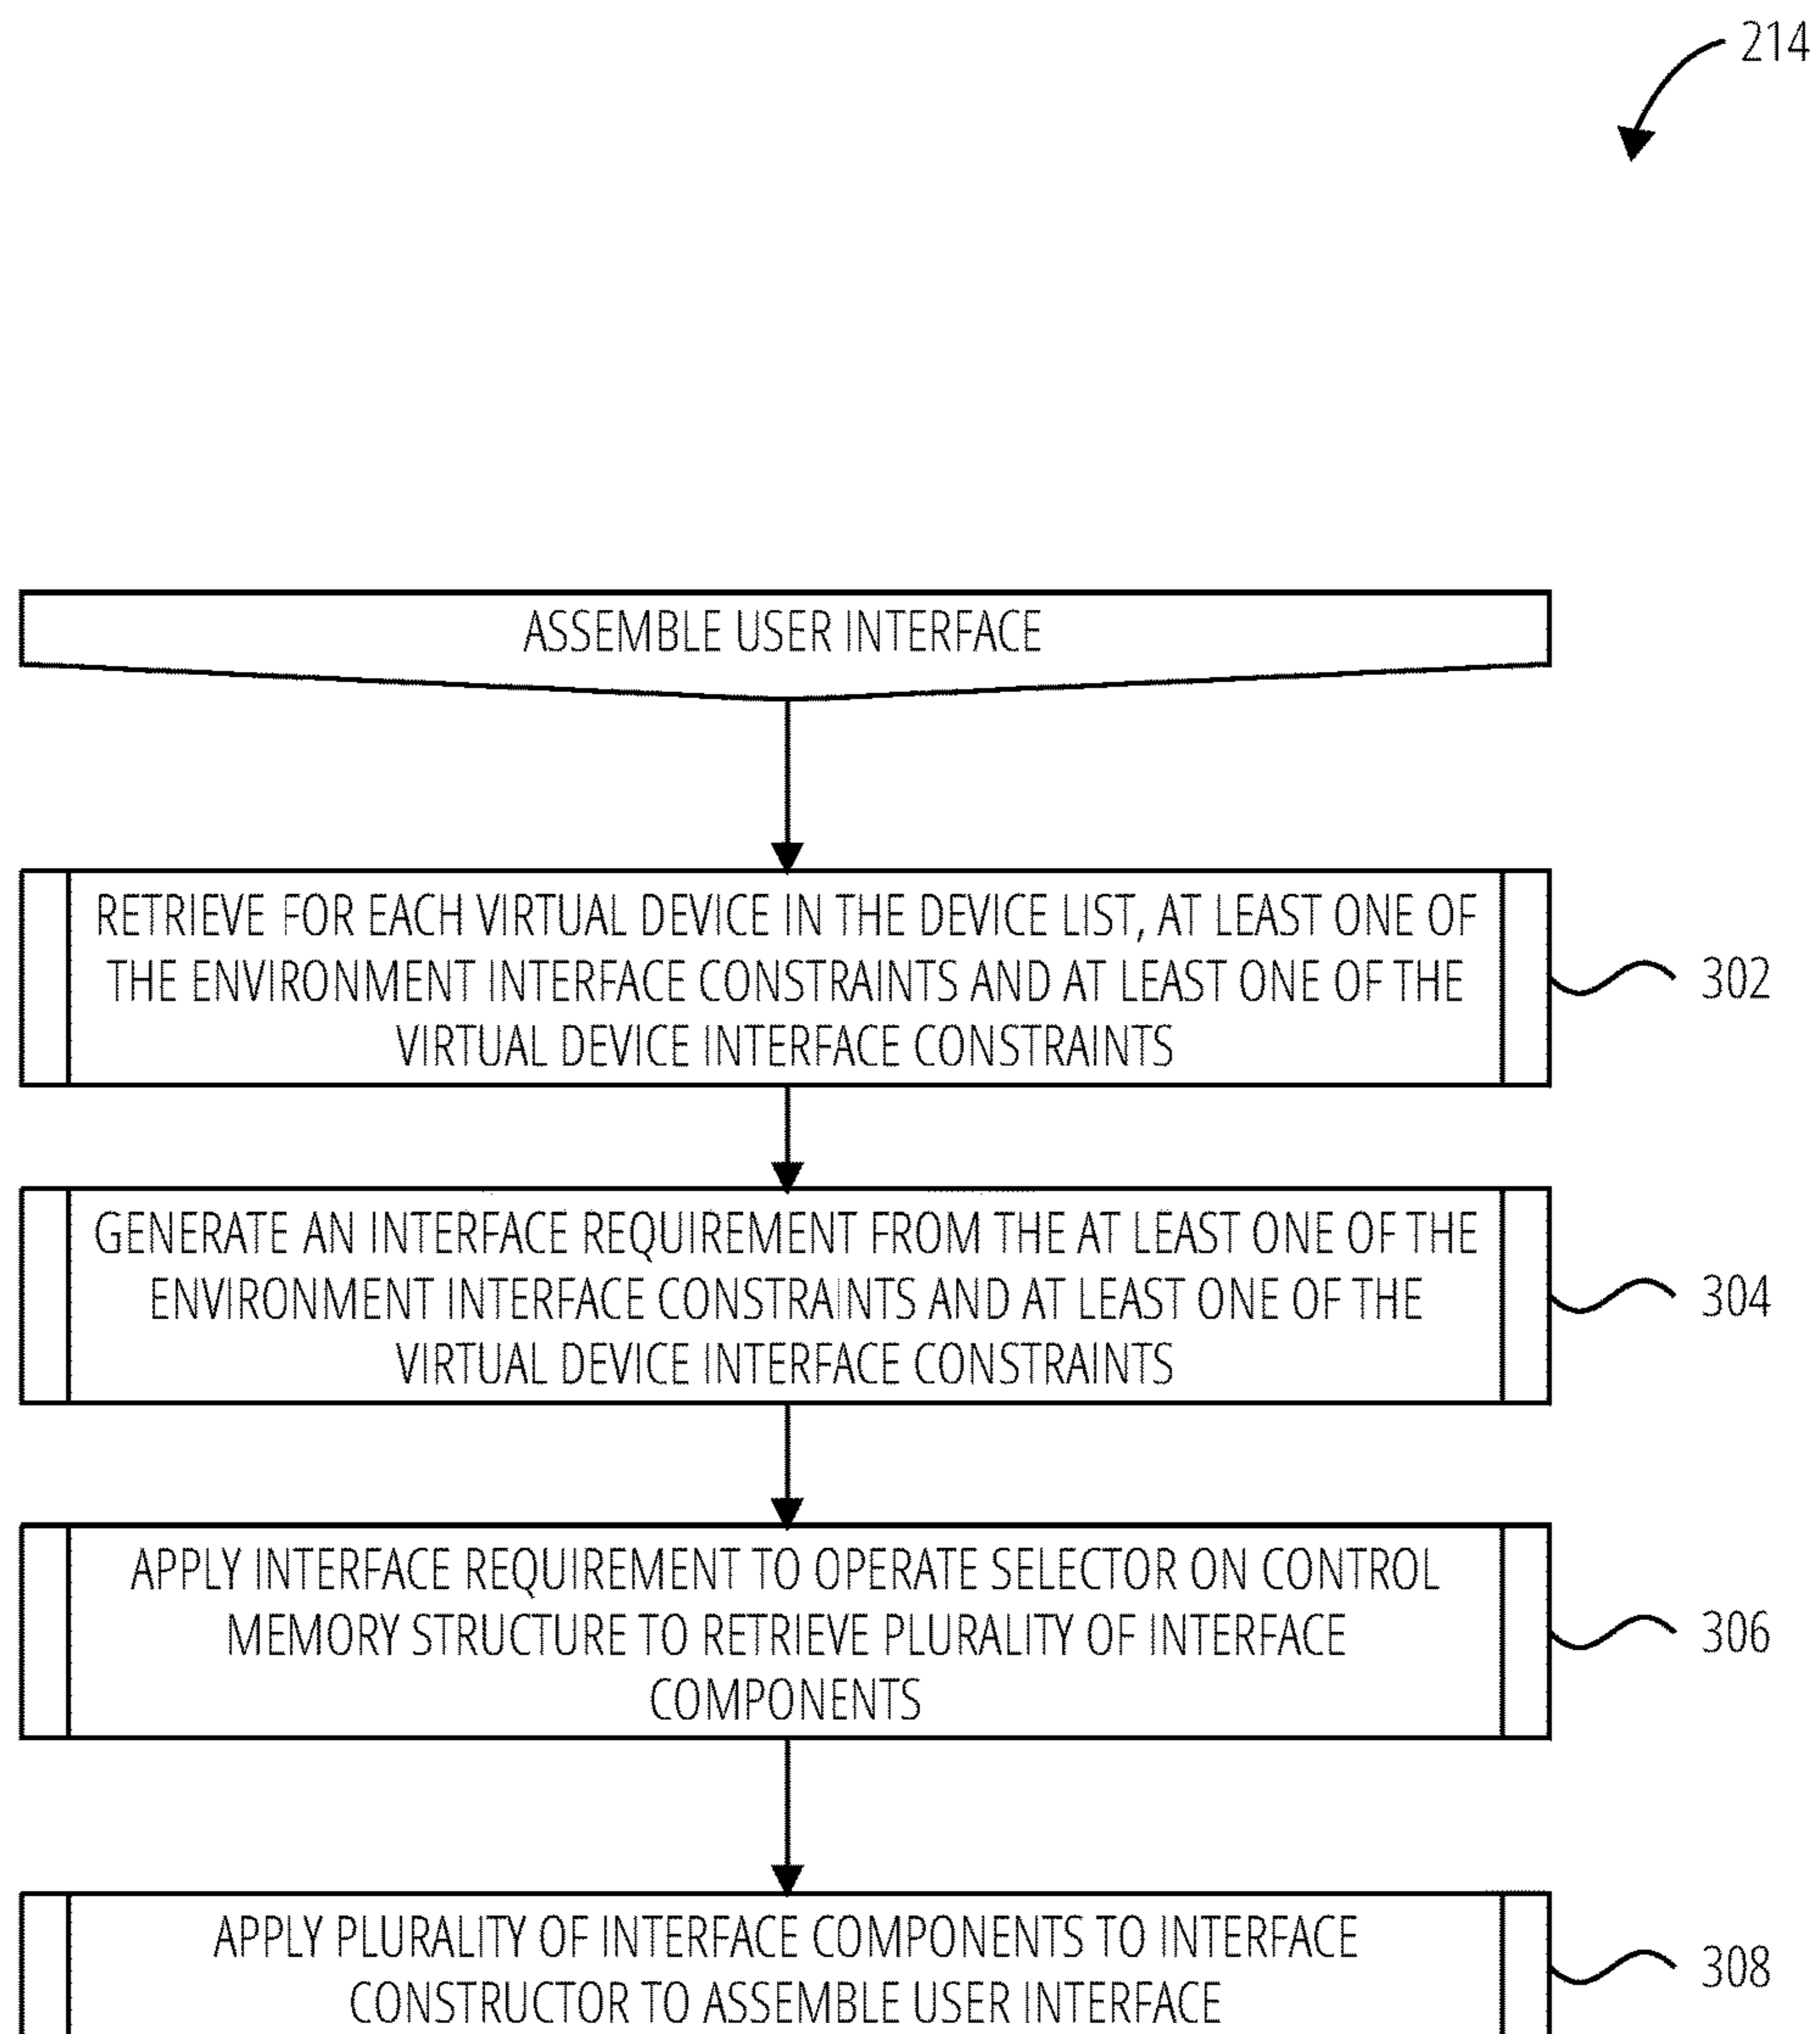 214
ASSEMBLE USER INTERFACE
RETRIEVE FOR EACH VIRTUAL DEVICE IN THE DEVICE LIST, AT LEAST ONE OF
THE ENVIRONMENT INTERFACE CONSTRAINTS AND AT LEAST ONE OF THE
VIRTUAL DEVICE INTERFACE CONSTRAINTS
302
GENERATE AN INTERFACE REQUIREMENT FROM THE AT LEAST ONE OF THE
ENVIRONMENT INTERFACE CONSTRAINTS AND AT LEAST ONE OF THE
VIRTUAL DEVICE INTERFACE CONSTRAINTS
304
APPLY INTERFACE REQUIREMENT TO OPERATE SELECTOR ON CONTROL
MEMORY STRUCTURE TO RETRIEVE PLURALITY OF INTERFACE
COMPONENTS
306
APPLY PLURALITY OF INTERFACE COMPONENTS TO INTERFACE
CONSTRUCTOR TO ASSEMBLE USER INTERFACE
308